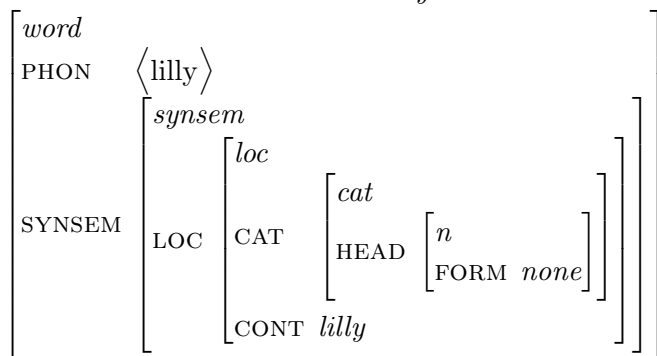 word
PHON ⟨lilly⟩
synsem
loc
cat
SYNSEM LOC CAT HEAD n
FORM none
CONT lilly